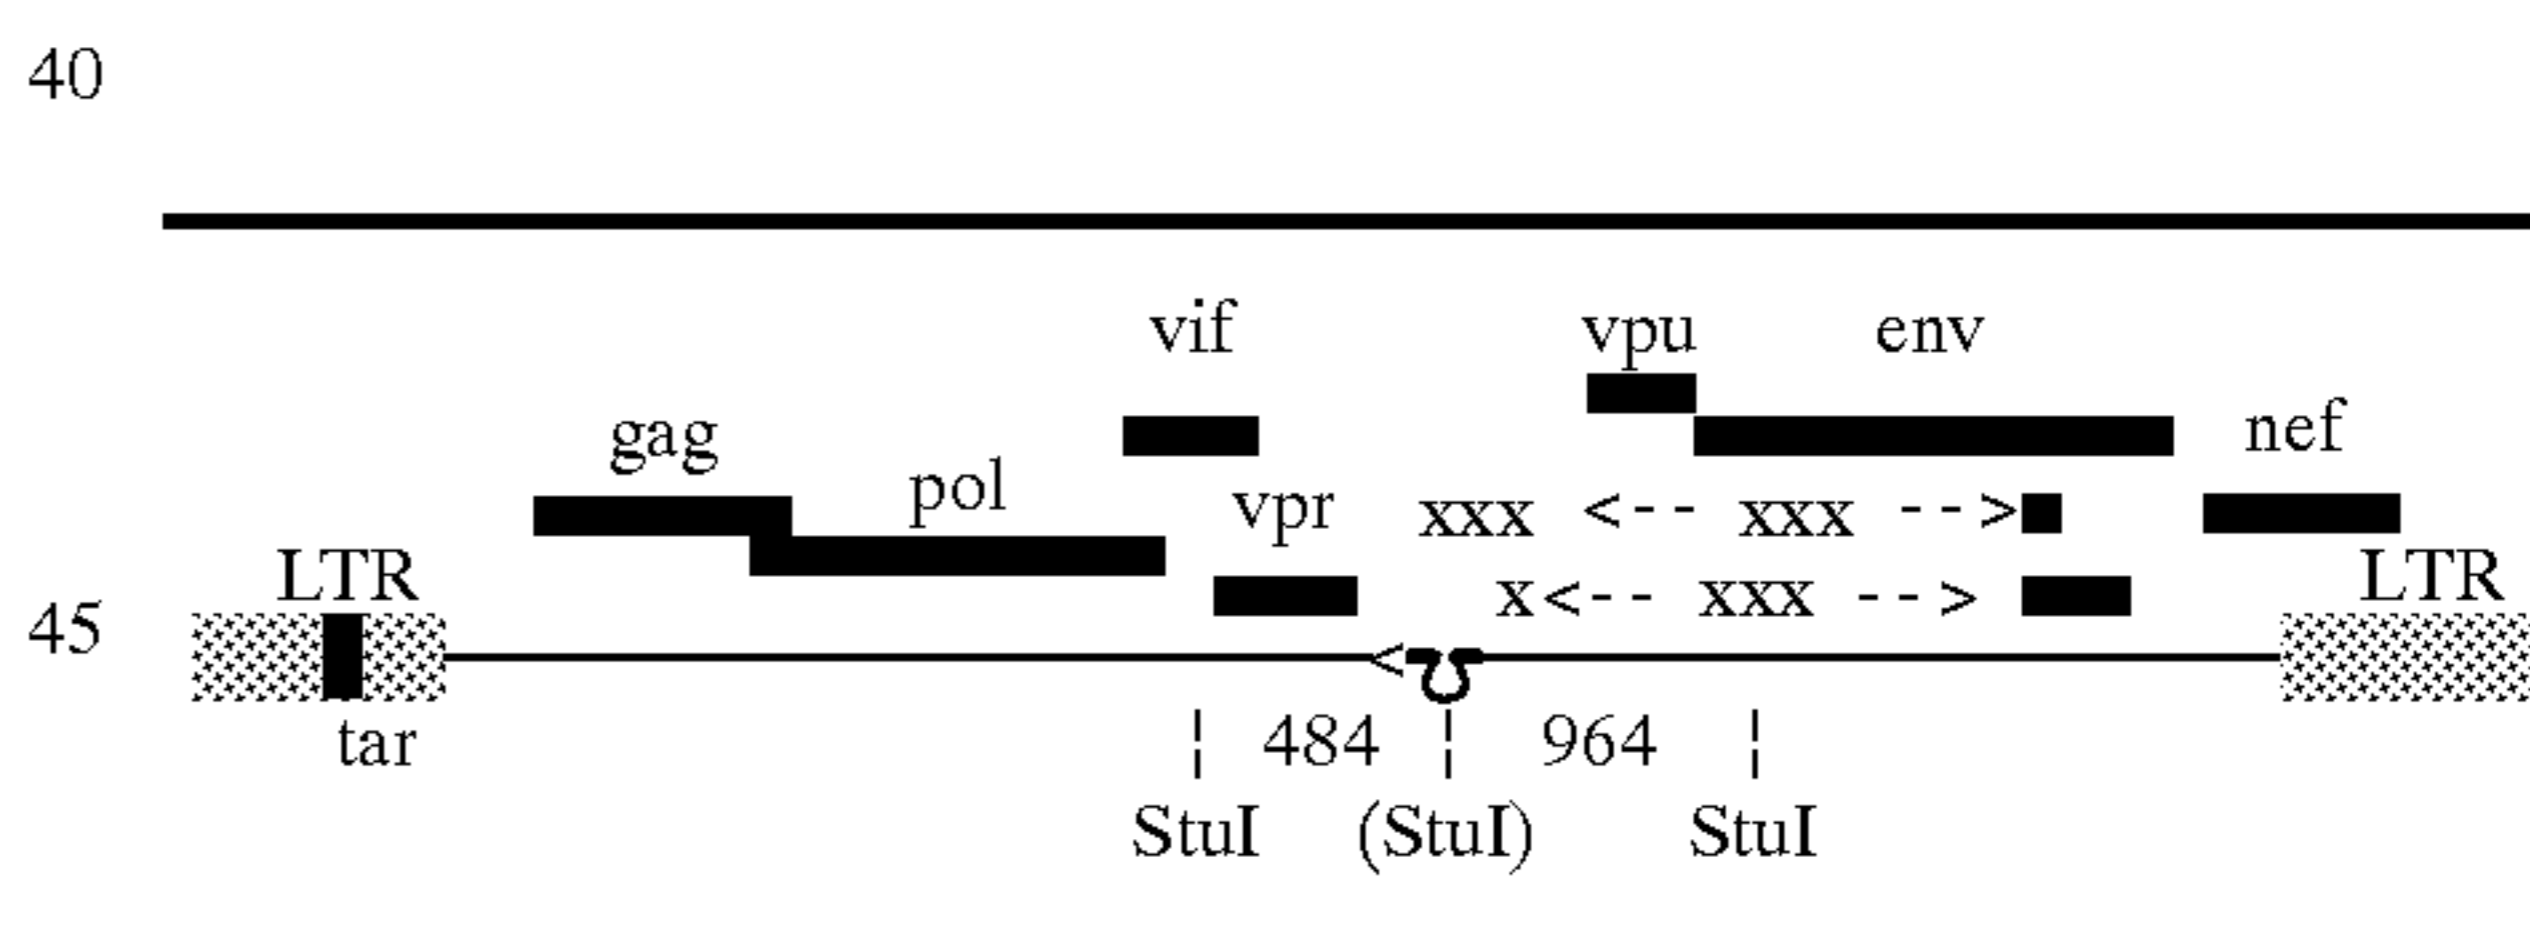 40
vif vpu env
gag nef
pol vpr xxx <-- xxx -->
LTR LTR
45 x<-- xxx -->
<
tar 484 964
StuI (StuI) StuI